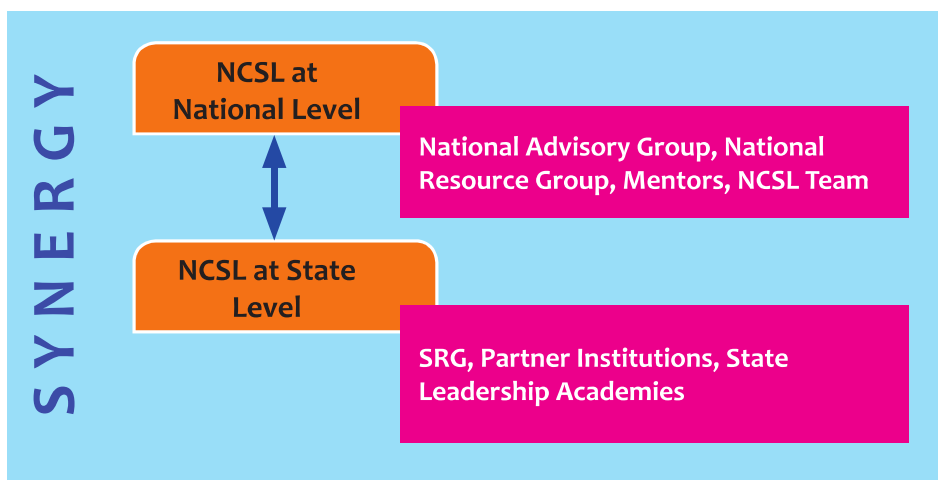 SYNERGY
NCSL at
National Level
National Advisory Group, National
Resource Group, Mentors, NCSL Team
NCSL at State
Level
SRG, Partner Institutions, State
Leadership Academies